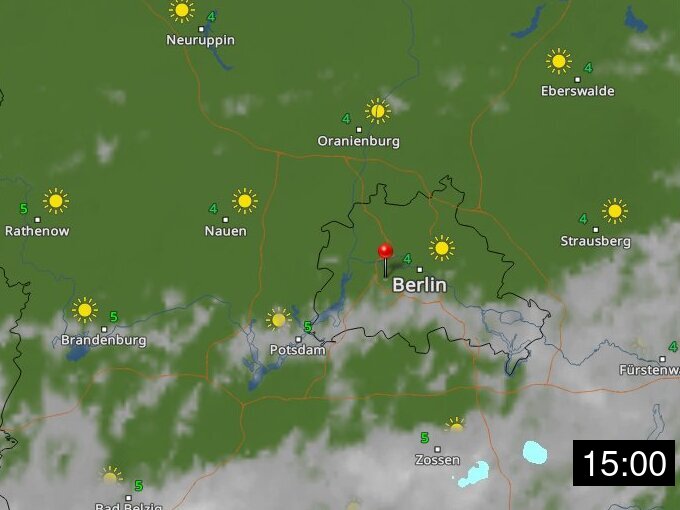 4
Neuruppin
4
Eberswalde
4
Oranienburg
5
Rathenow
4
Nauen
4
Strausberg
4
Berlin
5
Brandenburg
5
Potsdam
4
Fürstenwa
5
Zossen
15:00
5
Bad Belzig